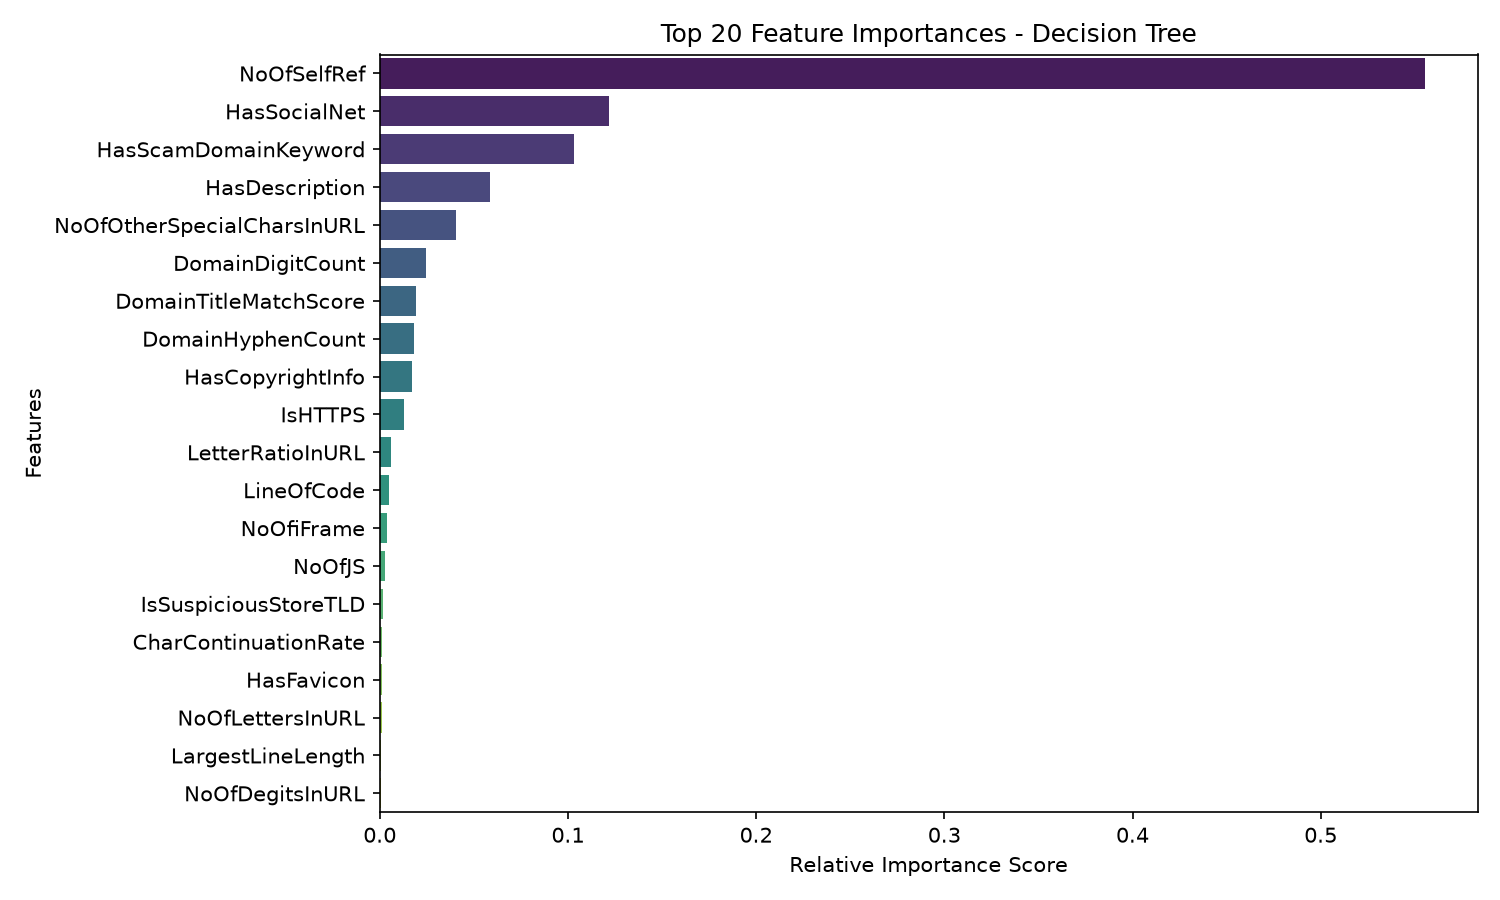 Top 20 Feature Importances - Decision Tree
NoOfSelfRef
HasSocialNet
HasScamDomainKeyword
HasDescription
NoOfOtherSpecialCharsInURL
DomainDigitCount
DomainTitleMatchScore
DomainHyphenCount
HasCopyrightInfo
IsHTTPS
LetterRatioInURL
LineOfCode
NoOfiFrame
NoOfJS
IsSuspiciousStoreTLD
CharContinuationRate
HasFavicon
NoOfLettersInURL
LargestLineLength
NoOfDegitsInURL
Features
0.0 0.1 0.2 0.3 0.4 0.5
Relative Importance Score